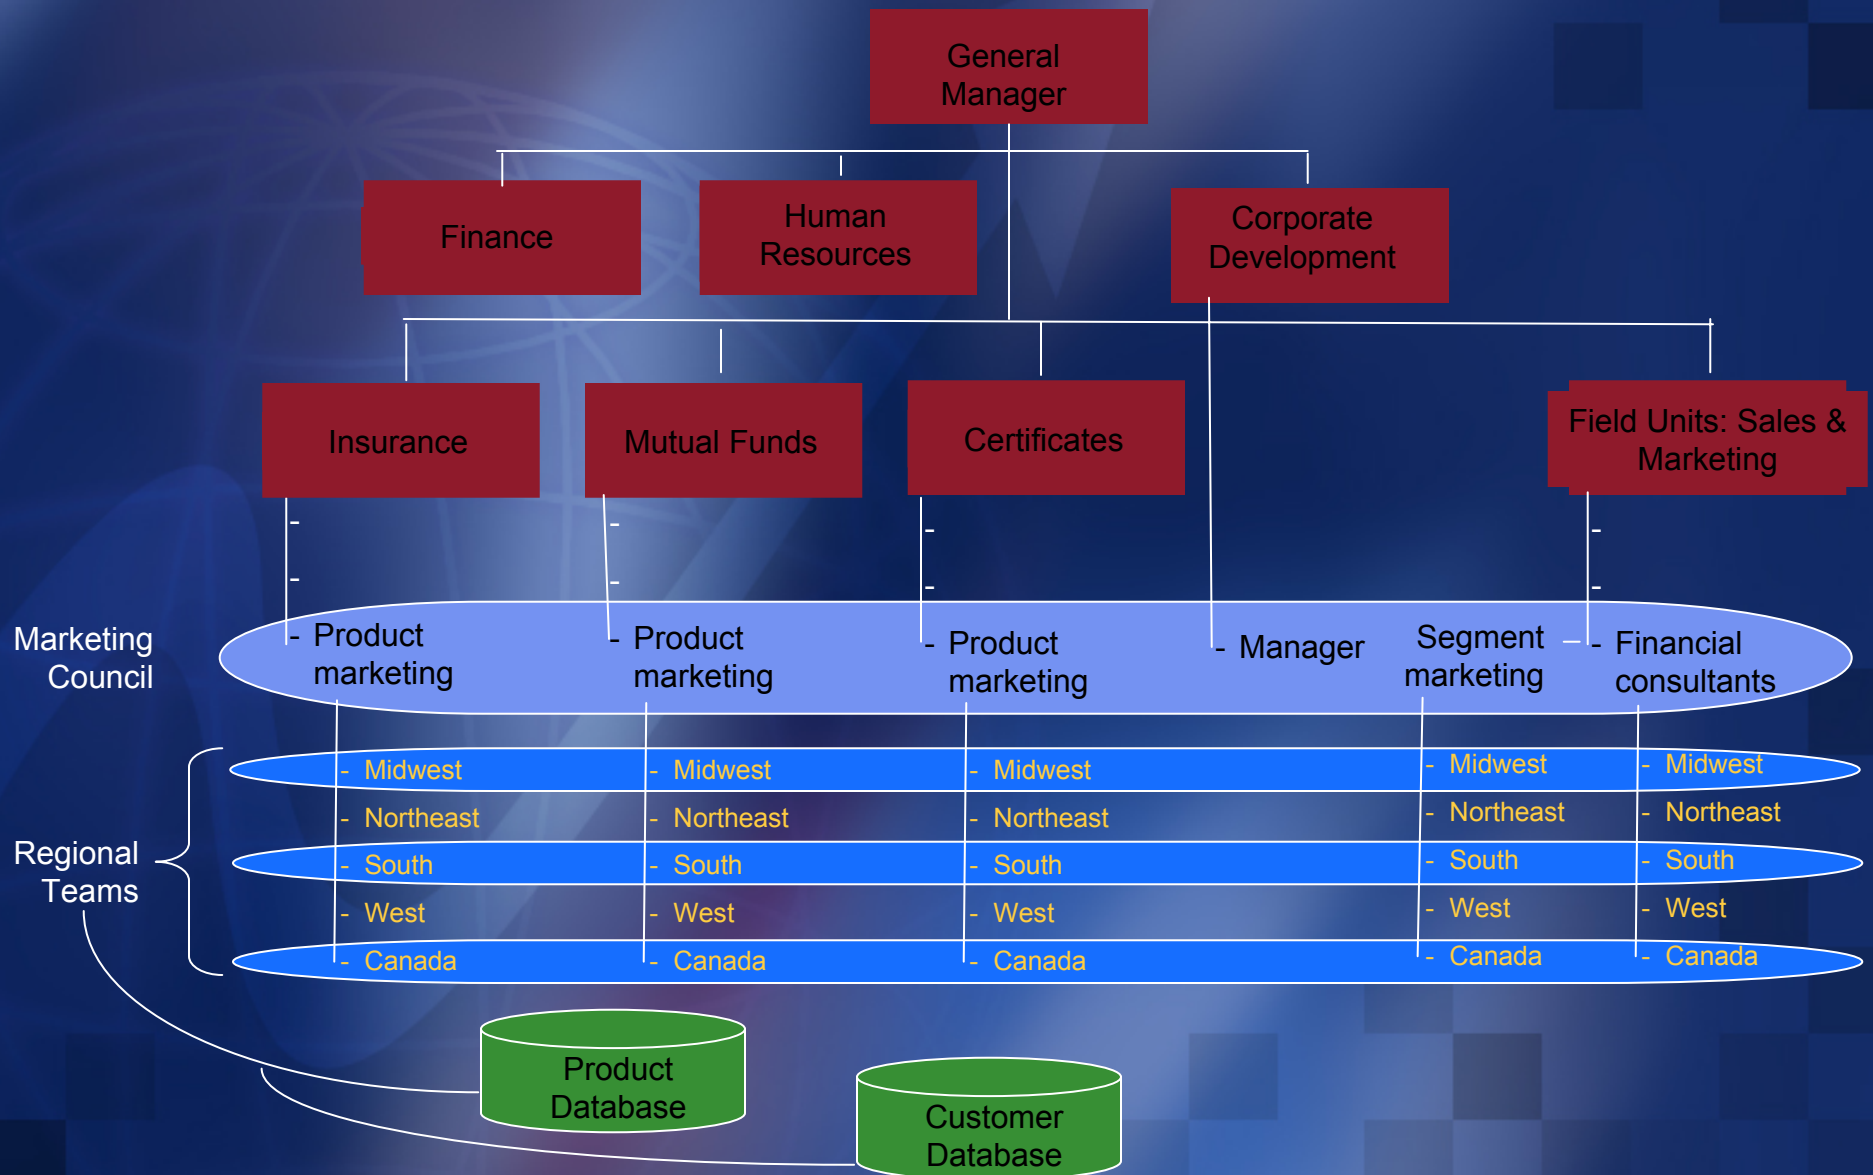 General
Manager
Finance
Human
Resources
Corporate
Development
Insurance
Mutual Funds
Certificates
Field Units: Sales &
Marketing
-
-
-
-
-
-
-
-
Marketing
Council
- Product
marketing
- Product
marketing
- Product
marketing
- Manager
Segment
marketing
- Financial
consultants
Regional
Teams
- Midwest
- Northeast
- South
- West
- Canada
- Midwest
- Northeast
- South
- West
- Canada
- Midwest
- Northeast
- South
- West
- Canada
- Midwest
- Northeast
- South
- West
- Canada
- Midwest
- Northeast
- South
- West
- Canada
Product
Database
Customer
Database